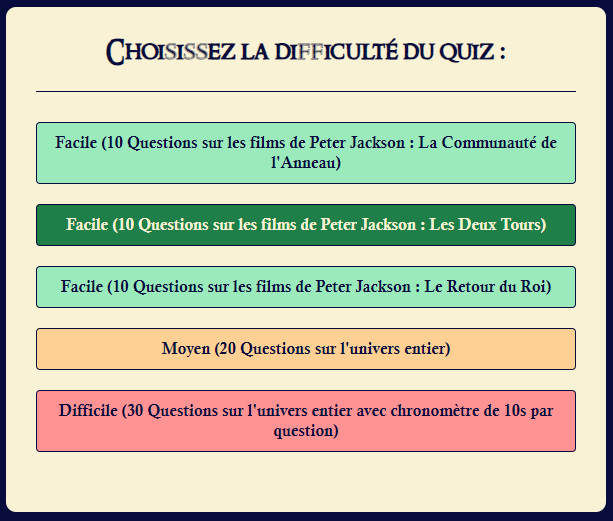 Choisissez la difficulté du quiz :
Facile (10 Questions sur les films de Peter Jackson : La Communauté de
l'Anneau)
Facile (10 Questions sur les films de Peter Jackson : Les Deux Tours)
Facile (10 Questions sur les films de Peter Jackson : Le Retour du Roi)
Moyen (20 Questions sur l'univers entier)
Difficile (30 Questions sur l'univers entier avec chronomètre de 10s par
question)